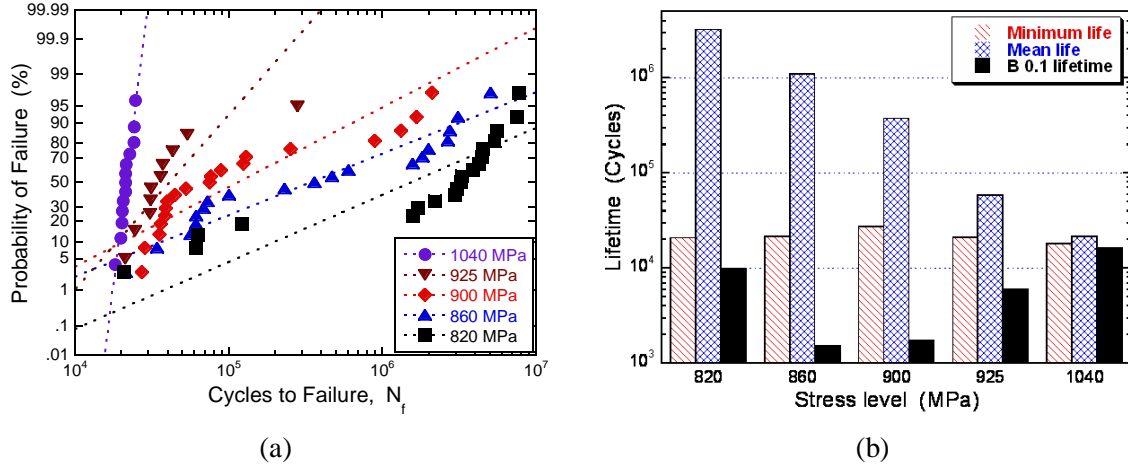 99.99
99.9
99
95
90
80
70
50
30
20
10
5
1
.1
.01
Probability of Failure (%)
10^4
10^5
10^6
10^7
Cycles to Failure, N_f
1040 MPa
925 MPa
900 MPa
860 MPa
820 MPa
(a)
Minimum life
Mean life
B 0.1 lifetime
10^6
10^5
10^4
10^3
Lifetime (Cycles)
820
860
900
925
1040
Stress level (MPa)
(b)